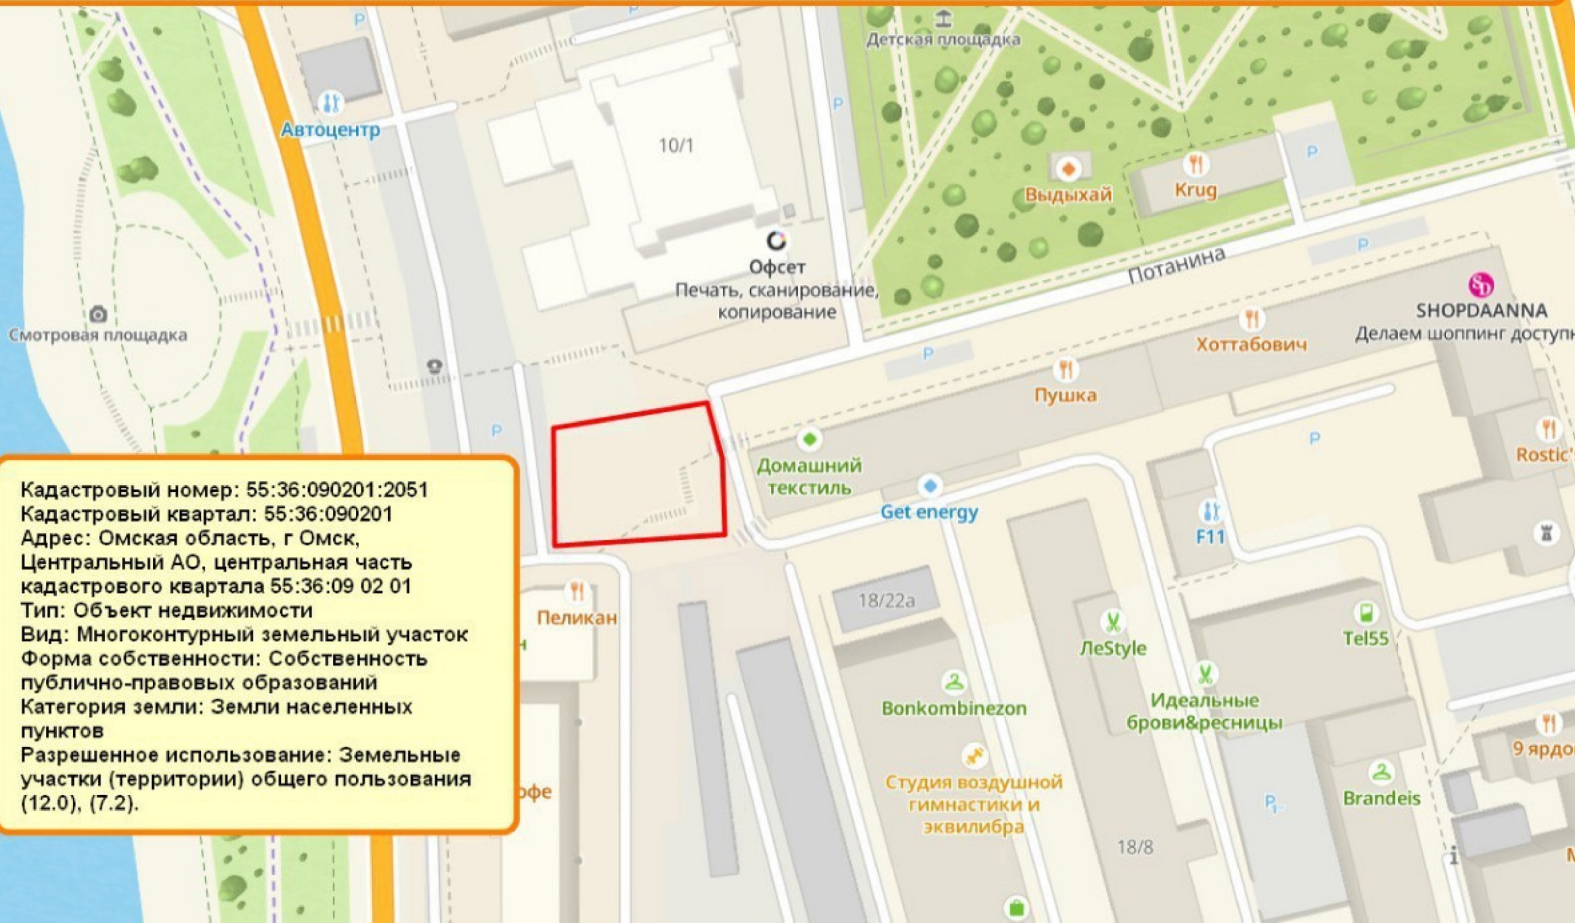 P
P
Детская площадка
Автоцентр
P
10/1
P
Выдыхай
Krug
Офсет
Печать, сканирование,
копирование
Потанина
P
SHOPDAANNA
Делаем шоппинг доступн
Смотровая площадка
Хоттабович
P
Пушка
P
P
Домашний
текстиль
Rostic's
Get energy
F11
Кадастровый номер: 55:36:090201:2051
Кадастровый квартал: 55:36:090201
Адрес: Омская область, г Омск,
Центральный АО, центральная часть
кадастрового квартала 55:36:09 02 01
Тип: Объект недвижимости
Вид: Многоконтурный земельный участок
Форма собственности: Собственность
публично-правовых образований
Категория земли: Земли населенных
пунктов
Разрешенное использование: Земельные
участки (территории) общего пользования
(12.0), (7.2).
Пеликан
н
18/22а
ЛеStyle
Tel55
Bonkombinezon
Идеальные
брови&ресницы
9 ярдо
Студия воздушной
гимнастики и
эквилибра
офе
P
Brandeis
18/8